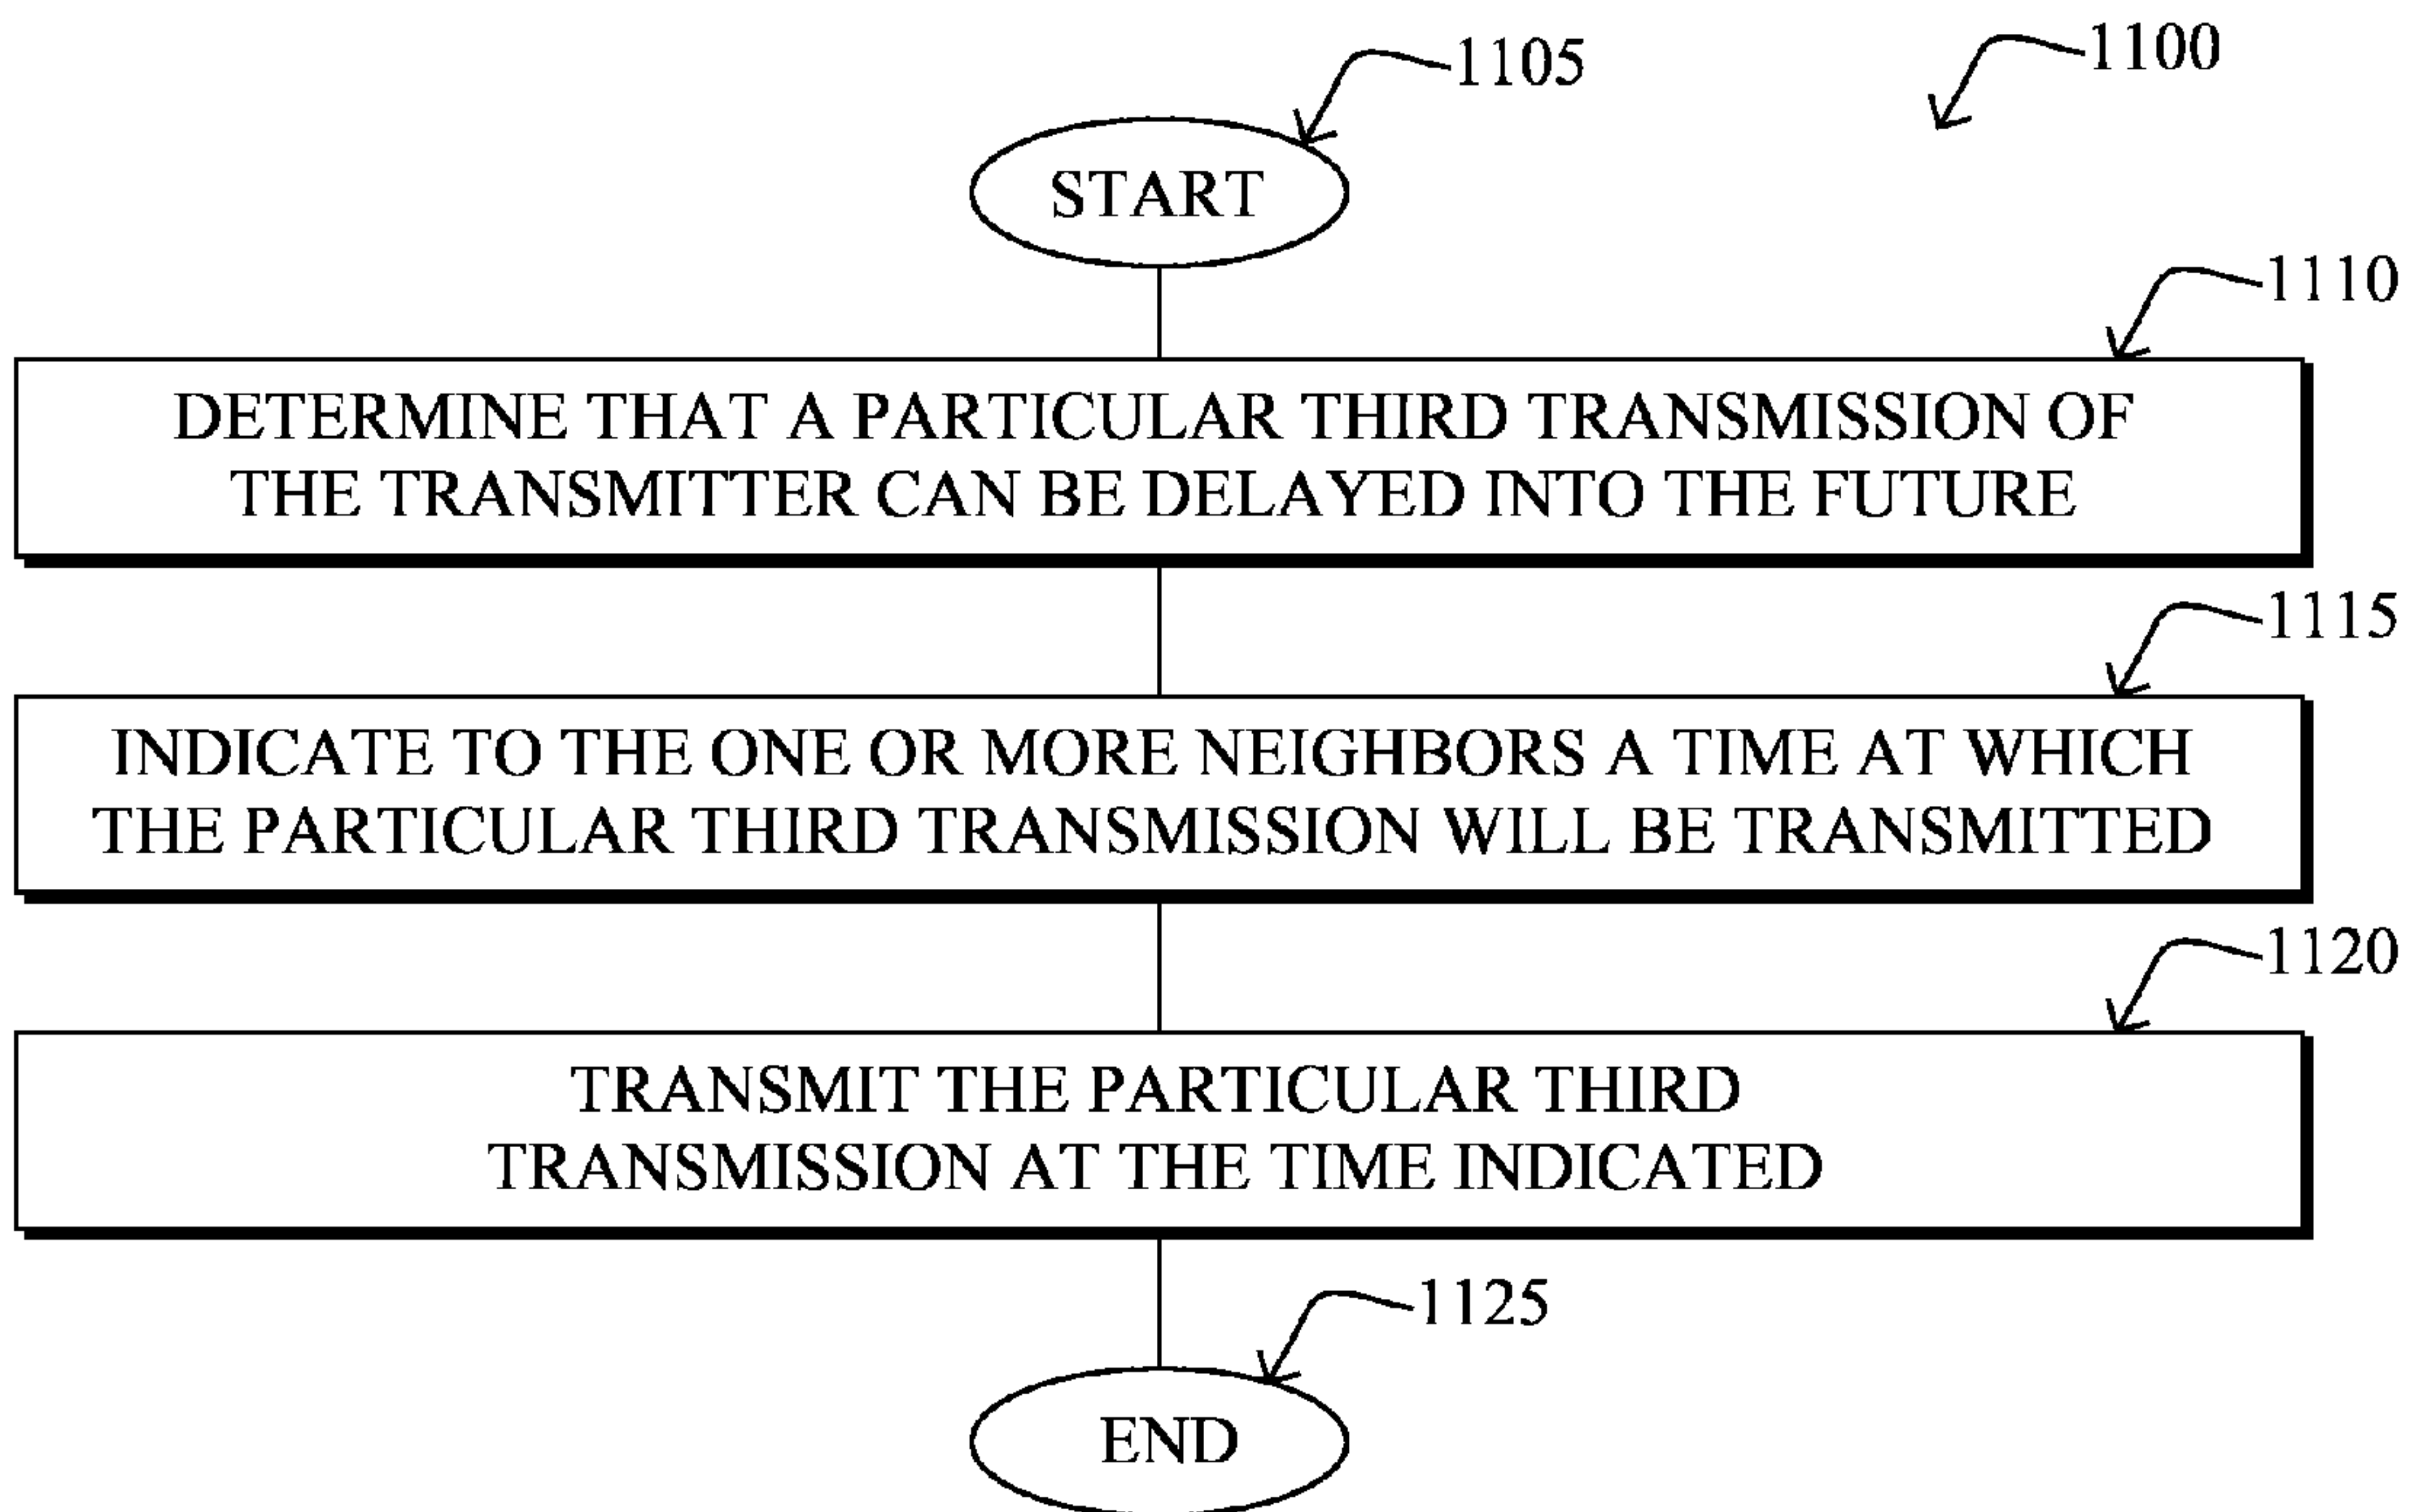 1100
1105
START
1110
DETERMINE THAT A PARTICULAR THIRD TRANSMISSION OF
THE TRANSMITTER CAN BE DELAYED INTO THE FUTURE
1115
INDICATE TO THE ONE OR MORE NEIGHBORS A TIME AT WHICH
THE PARTICULAR THIRD TRANSMISSION WILL BE TRANSMITTED
1120
TRANSMIT THE PARTICULAR THIRD
TRANSMISSION AT THE TIME INDICATED
1125
END